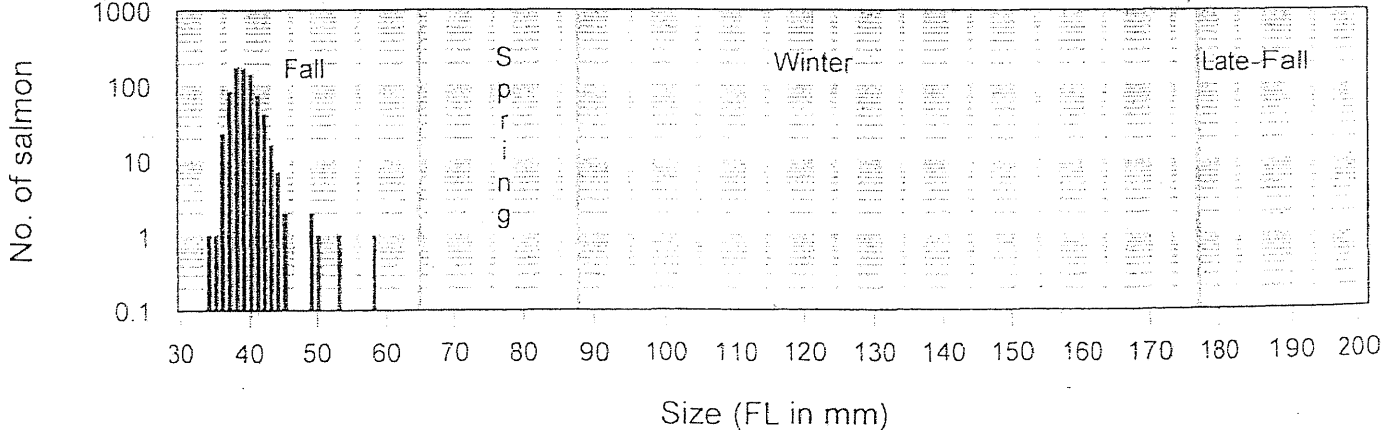 1000
100
10
1
0.1
No. of salmon
Fall
Spring
Winter
Late-Fall
30 40 50 60 70 80 90 100 110 120 130 140 150 160 170 180 190 200
Size (FL in mm)